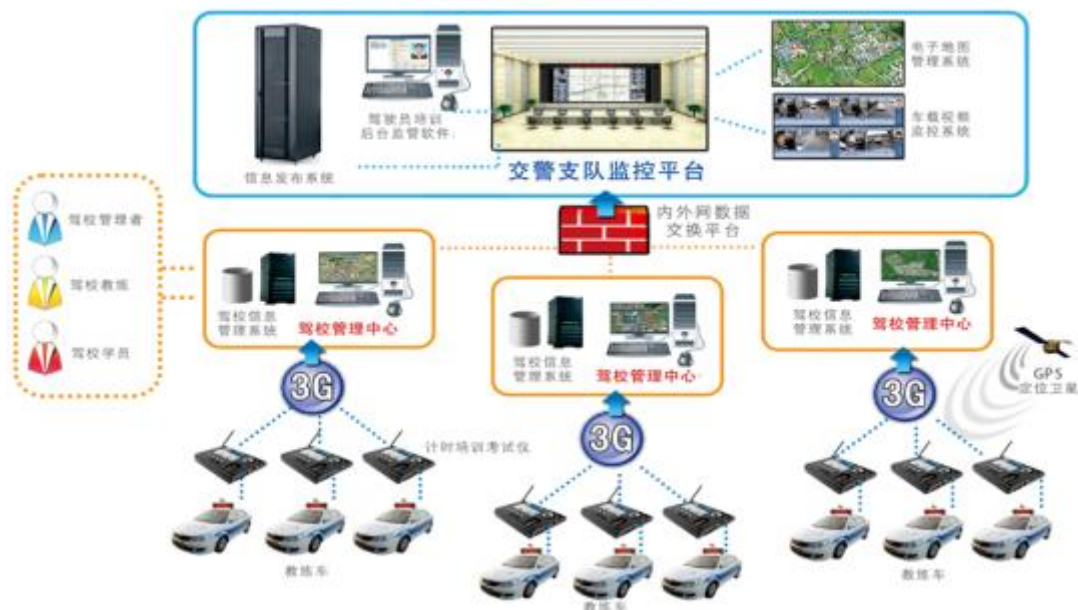 电子地图
管理系统
驾驶员培训
后台监管软件
车载视频
监控系统
信息发布系统
交警支队监控平台
内外网数据
交换平台
驾校管理者
驾校教练
驾校学员
驾校信息
管理系统
驾校管理中心
驾校信息
管理系统
驾校管理中心
驾校信息
管理系统
驾校管理中心
GPS
定位卫星
3G
3G
3G
计时培训考试仪
教练车
教练车
教练车